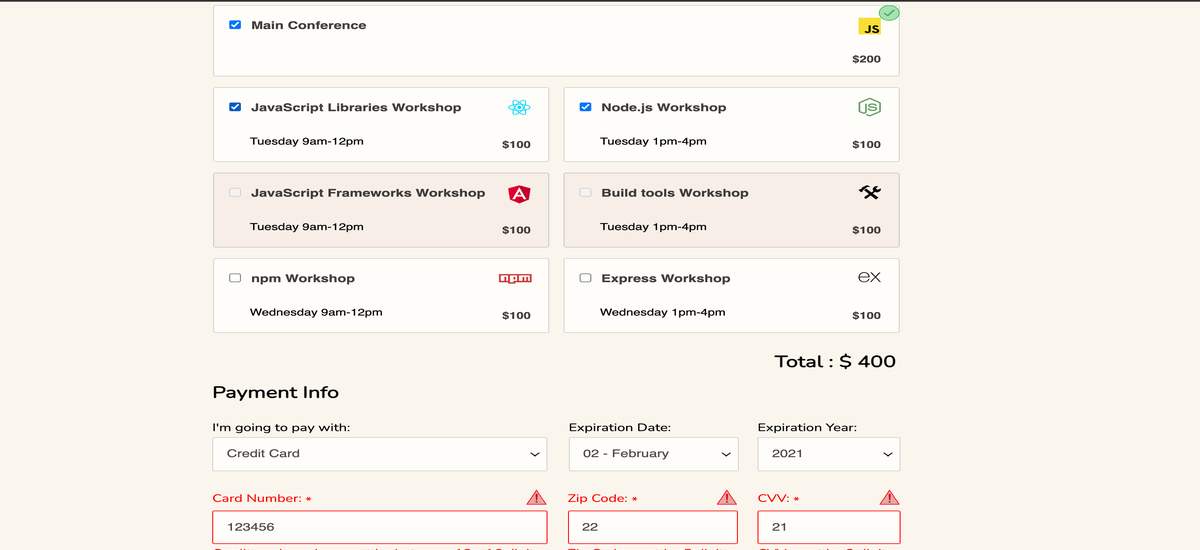 Main Conference
JS
$200
JavaScript Libraries Workshop
Tuesday 9am-12pm
$100
Node.js Workshop
JS
Tuesday 1pm-4pm
$100
JavaScript Frameworks Workshop
A
Tuesday 9am-12pm
$100
Build tools Workshop
Tuesday 1pm-4pm
$100
npm Workshop
npm
Wednesday 9am-12pm
$100
Express Workshop
ex
Wednesday 1pm-4pm
$100
Total : $ 400
Payment Info
I'm going to pay with: Expiration Date: Expiration Year:
Credit Card 02 - February 2021
Card Number: * Zip Code: * CVV: *
123456 22 21